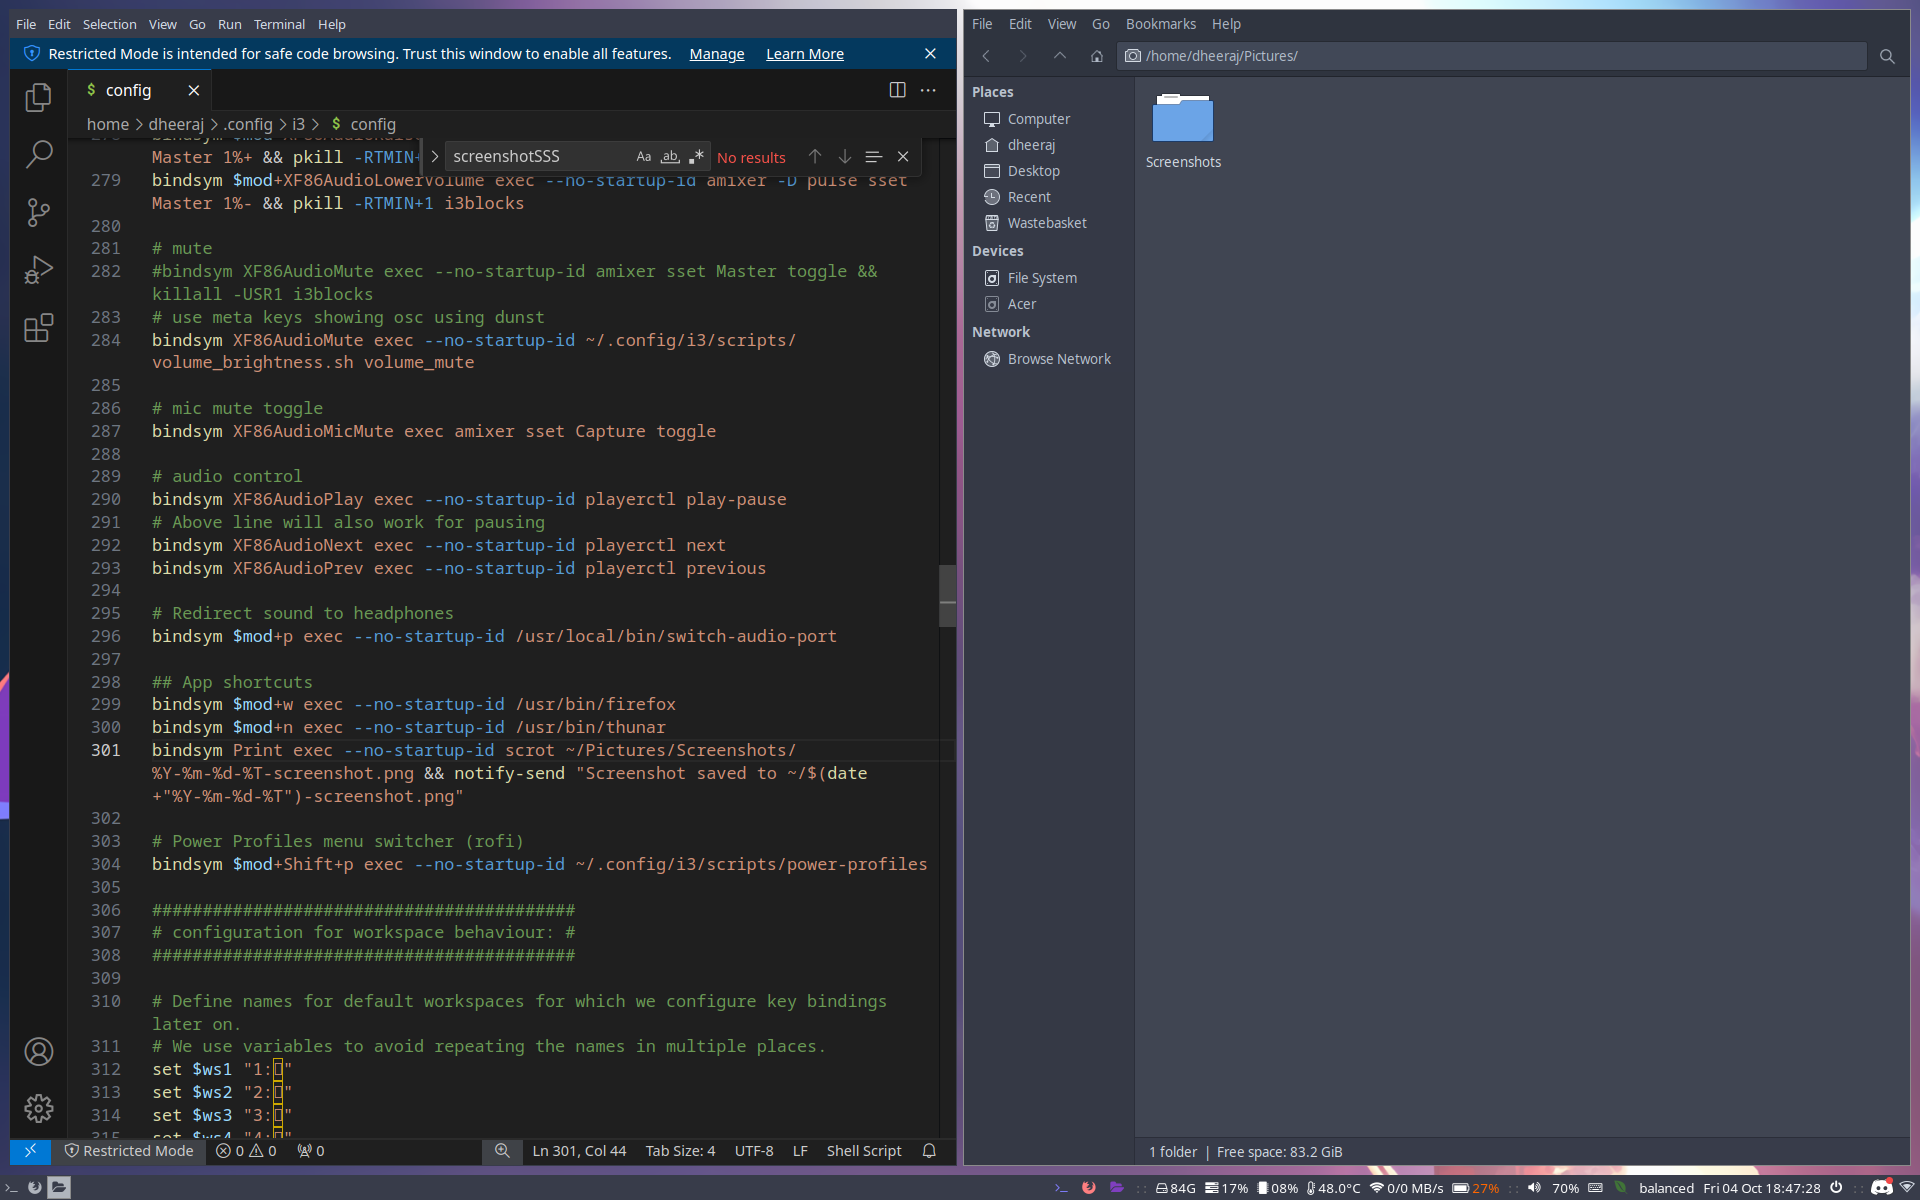 File Edit Selection View Go Run Terminal Help
Restricted Mode is intended for safe code browsing. Trust this window to enable all features. Manage Learn More
$ config
home > dheeraj > .config > i3 > $ config
screenshotSSS Aa ab .* No results
Master 1%+ && pkill -RTMIN+
279 bindsym $mod+XF86AudioLowerVolume exec --no-startup-id amixer -D pulse sset
Master 1%- && pkill -RTMIN+1 i3blocks
280
281 # mute
282 #bindsym XF86AudioMute exec --no-startup-id amixer sset Master toggle &&
killall -USR1 i3blocks
283 # use meta keys showing osc using dunst
284 bindsym XF86AudioMute exec --no-startup-id ~/.config/i3/scripts/
volume_brightness.sh volume_mute
285
286 # mic mute toggle
287 bindsym XF86AudioMicMute exec amixer sset Capture toggle
288
289 # audio control
290 bindsym XF86AudioPlay exec --no-startup-id playerctl play-pause
291 # Above line will also work for pausing
292 bindsym XF86AudioNext exec --no-startup-id playerctl next
293 bindsym XF86AudioPrev exec --no-startup-id playerctl previous
294
295 # Redirect sound to headphones
296 bindsym $mod+p exec --no-startup-id /usr/local/bin/switch-audio-port
297
298 ## App shortcuts
299 bindsym $mod+w exec --no-startup-id /usr/bin/firefox
300 bindsym $mod+n exec --no-startup-id /usr/bin/thunar
301 bindsym Print exec --no-startup-id scrot ~/Pictures/Screenshots/
%Y-%m-%d-%T-screenshot.png && notify-send "Screenshot saved to ~/$(date
+"%Y-%m-%d-%T")-screenshot.png"
302
303 # Power Profiles menu switcher (rofi)
304 bindsym $mod+Shift+p exec --no-startup-id ~/.config/i3/scripts/power-profiles
305
306 ##########################################
307 # configuration for workspace behaviour: #
308 ##########################################
309
310 # Define names for default workspaces for which we configure key bindings
later on.
311 # We use variables to avoid repeating the names in multiple places.
312 set $ws1 "1:"
313 set $ws2 "2:"
314 set $ws3 "3:"
315 set $ws4 "4:"
Restricted Mode 0 0 0 Ln 301, Col 44 Tab Size: 4 UTF-8 LF Shell Script
File Edit View Go Bookmarks Help
/home/dheeraj/Pictures/
Places
Computer
dheeraj
Desktop
Recent
Wastebasket
Devices
File System
Acer
Network
Browse Network
Screenshots
1 folder | Free space: 83.2 GiB
84G 17% 08% 48.0°C 0/0 MB/s 27% 70% balanced Fri 04 Oct 18:47:28